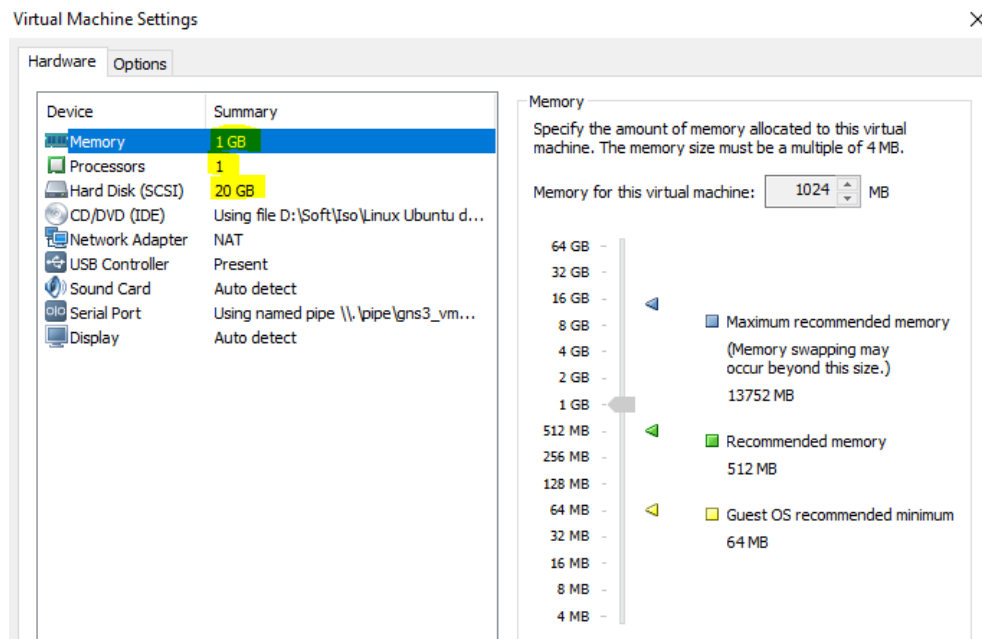 Virtual Machine Settings
Hardware
Options
Device Summary
Memory 1 GB
Processors 1
Hard Disk (SCSI) 20 GB
CD/DVD (IDE) Using file D:\Soft\Iso\Linux Ubuntu d...
Network Adapter NAT
USB Controller Present
Sound Card Auto detect
Serial Port Using named pipe \\.\pipe\gns3_vm...
Display Auto detect
Memory
Specify the amount of memory allocated to this virtual
machine. The memory size must be a multiple of 4 MB.
Memory for this virtual machine: 1024 MB
64 GB
32 GB
16 GB
8 GB
4 GB
2 GB
1 GB
512 MB
256 MB
128 MB
64 MB
32 MB
16 MB
8 MB
4 MB
Maximum recommended memory
(Memory swapping may
occur beyond this size.)
13752 MB
Recommended memory
512 MB
Guest OS recommended minimum
64 MB